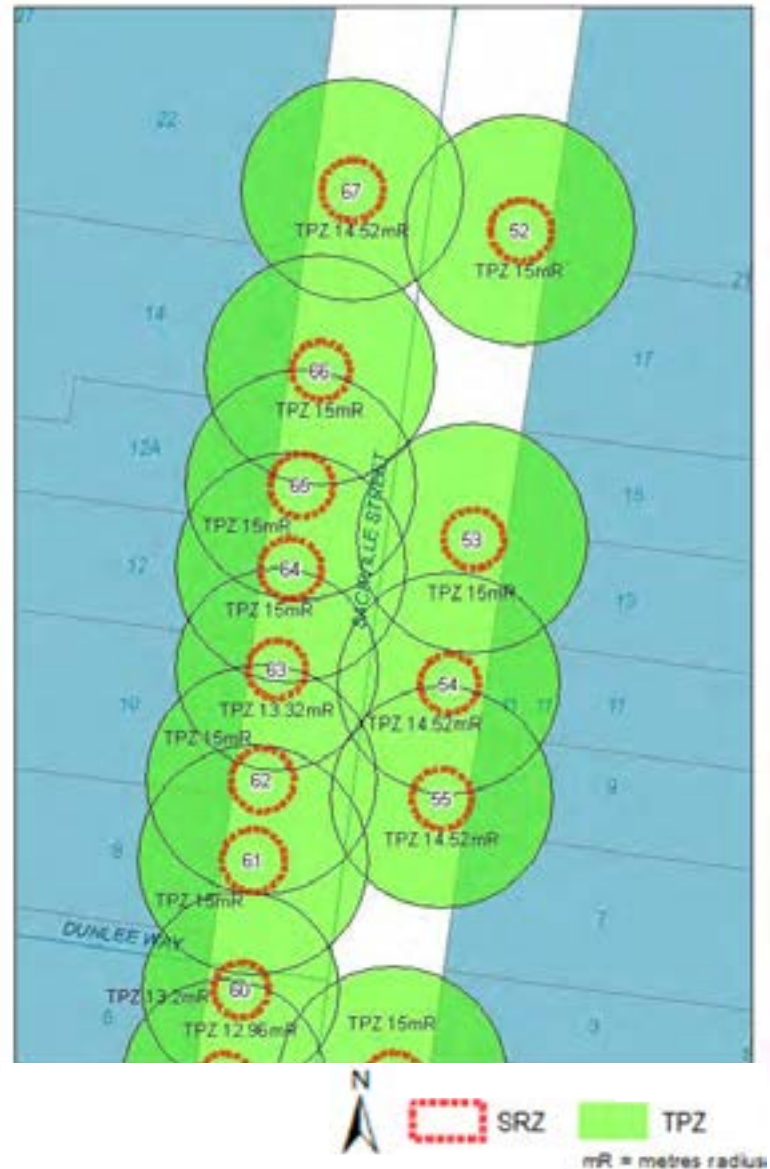 27
22
67
TPZ 14.52mR
52
TPZ 15mR
21
14
17
66
TPZ 15mR
12A
15
65
TPZ 15mR
SACKVILLE STREET
53
12
64
TPZ 15mR
TPZ 15mR
13
63
54
10
TPZ 13.32mR
11
11
TPZ 14.52mR
TPZ 15mR
62
55
9
TPZ 14.52mR
8
61
TPZ 15mR
7
DUNLEE WAY
60
TPZ 13.2mR
6
TPZ 12.96mR
TPZ 15mR
3
N
SRZ
TPZ
mR = metres radius